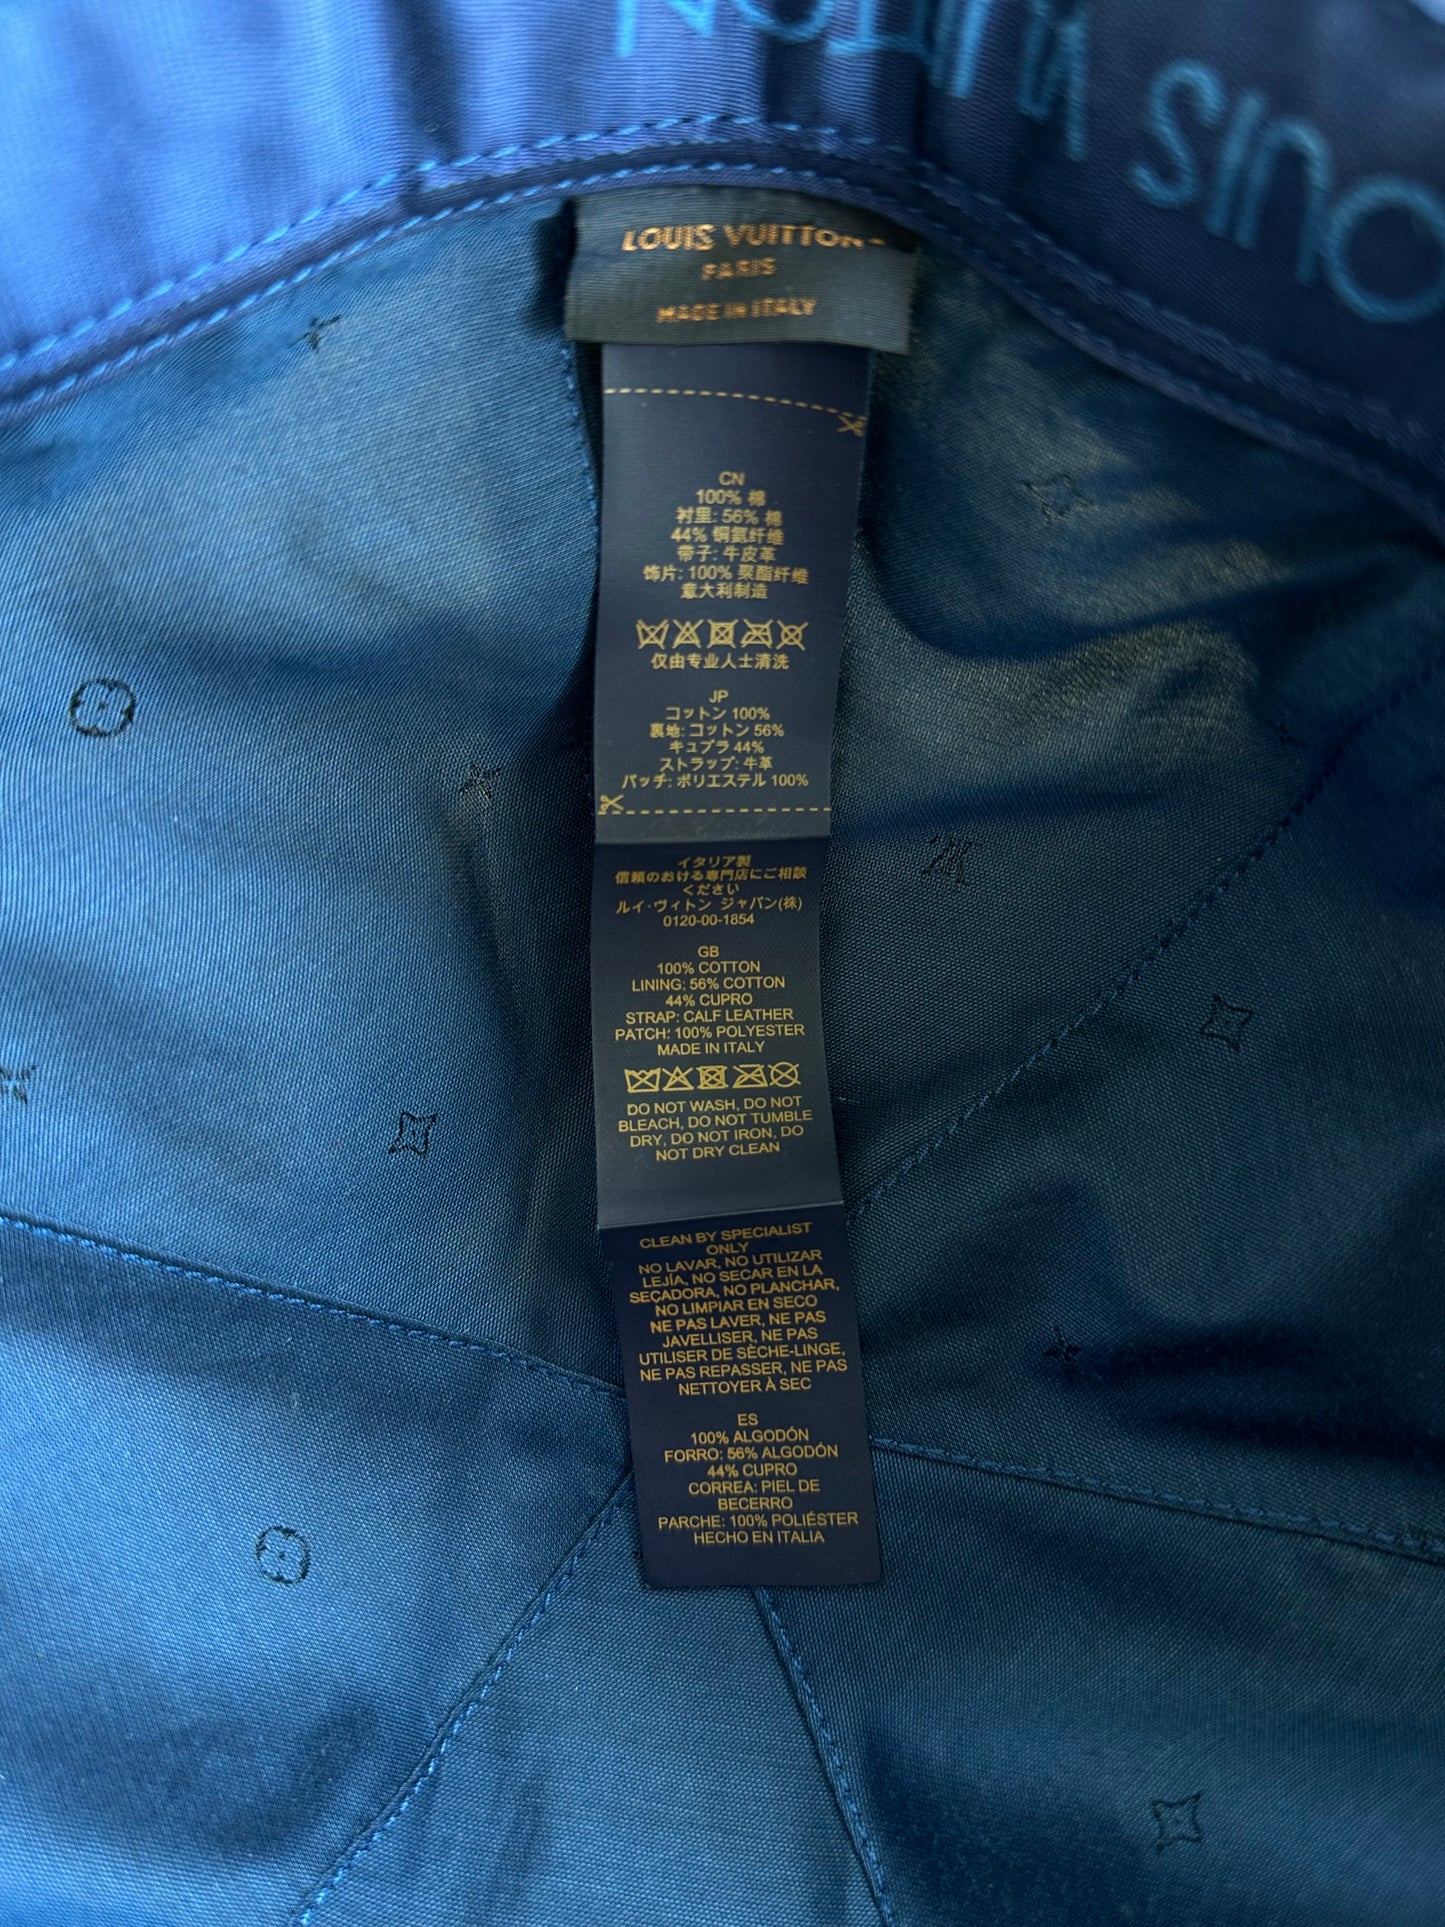 OUIS VUITTON
LOUIS VUITTON
PARIS
MADE IN ITALY
CN
100% 棉
衬里: 56% 棉
44% 铜氨纤维
带子: 牛皮革
饰片: 100% 聚酯纤维
意大利制造
仅由专业人士清洗
JP
コットン 100%
裏地: コットン 56%
キュプラ 44%
ストラップ: 牛革
パッチ: ポリエステル 100%
イタリア製
信頼のおける専門店にご相談
ください
ルイ・ヴィトン ジャパン(株)
0120-00-1854
GB
100% COTTON
LINING: 56% COTTON
44% CUPRO
STRAP: CALF LEATHER
PATCH: 100% POLYESTER
MADE IN ITALY
DO NOT WASH, DO NOT
BLEACH, DO NOT TUMBLE
DRY, DO NOT IRON, DO
NOT DRY CLEAN
CLEAN BY SPECIALIST
ONLY
NO LAVAR, NO UTILIZAR
LEJÍA, NO SECAR EN LA
SECADORA, NO PLANCHAR,
NO LIMPIAR EN SECO
NE PAS LAVER, NE PAS
JAVELLISER, NE PAS
UTILISER DE SÈCHE-LINGE,
NE PAS REPASSER, NE PAS
NETTOYER À SEC
ES
100% ALGODÓN
FORRO: 56% ALGODÓN
44% CUPRO
CORREA: PIEL DE
BECERRO
PARCHE: 100% POLIÉSTER
HECHO EN ITALIA